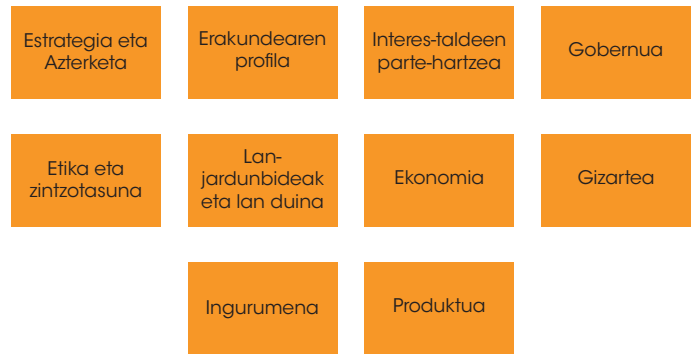 Estrategia eta
Azterketa
Erakundearen
profila
Interes-taldeen
parte-hartzea
Gobernua
Etika eta
zintzotasuna
Lan-
jardunbideak
eta lan duina
Ekonomia
Gizartea
Ingurumena
Produktua